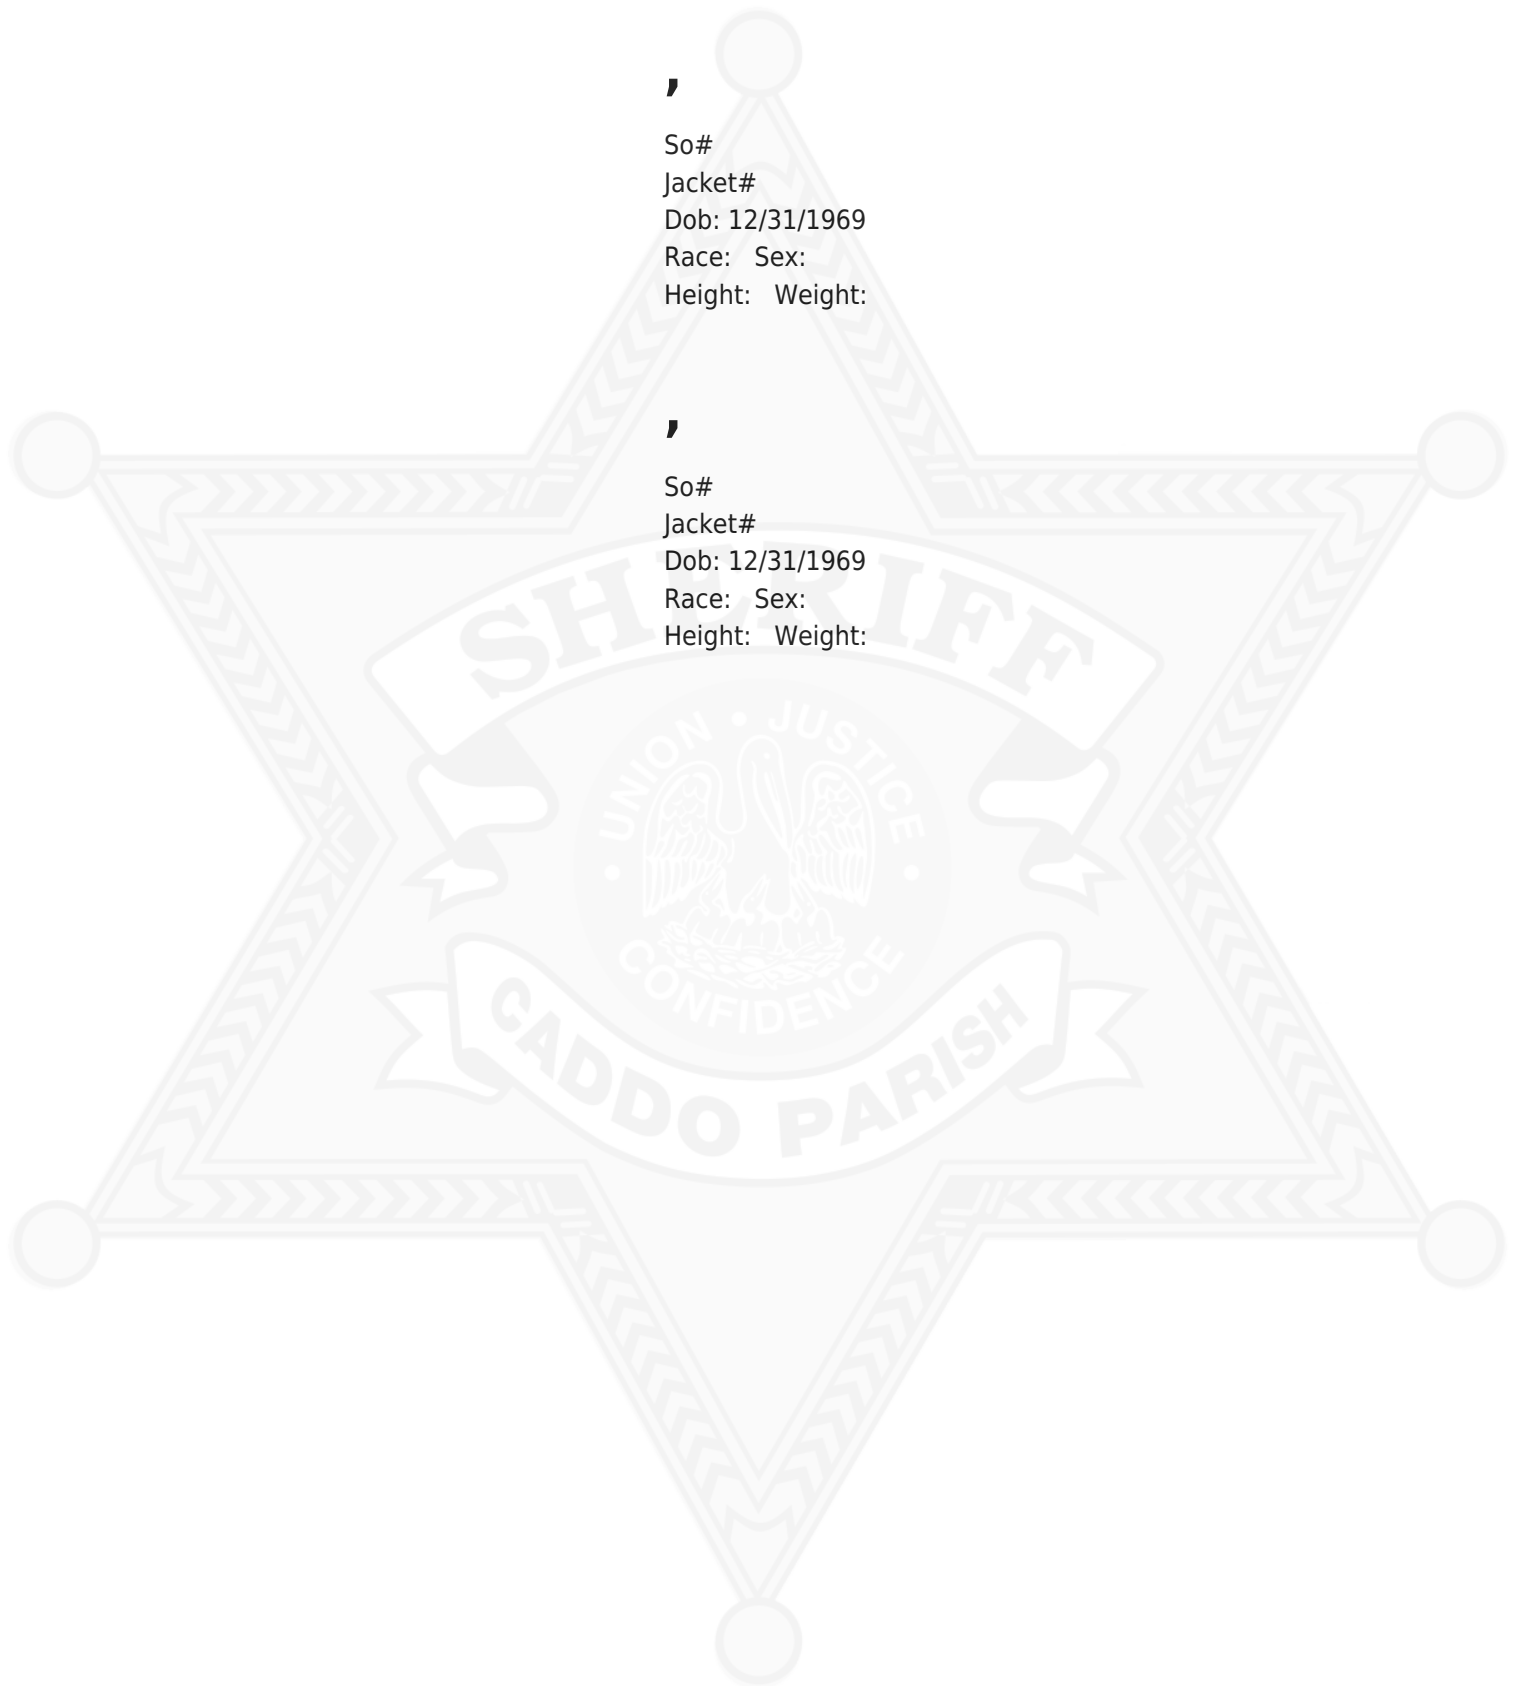 ,
So#
Jacket#
Dob: 12/31/1969
Race: Sex:
Height: Weight:
,
So#
Jacket#
Dob: 12/31/1969
Race: Sex:
Height: Weight:
SHERIFF
UNION • JUSTICE
• CONFIDENCE •
CADDO PARISH